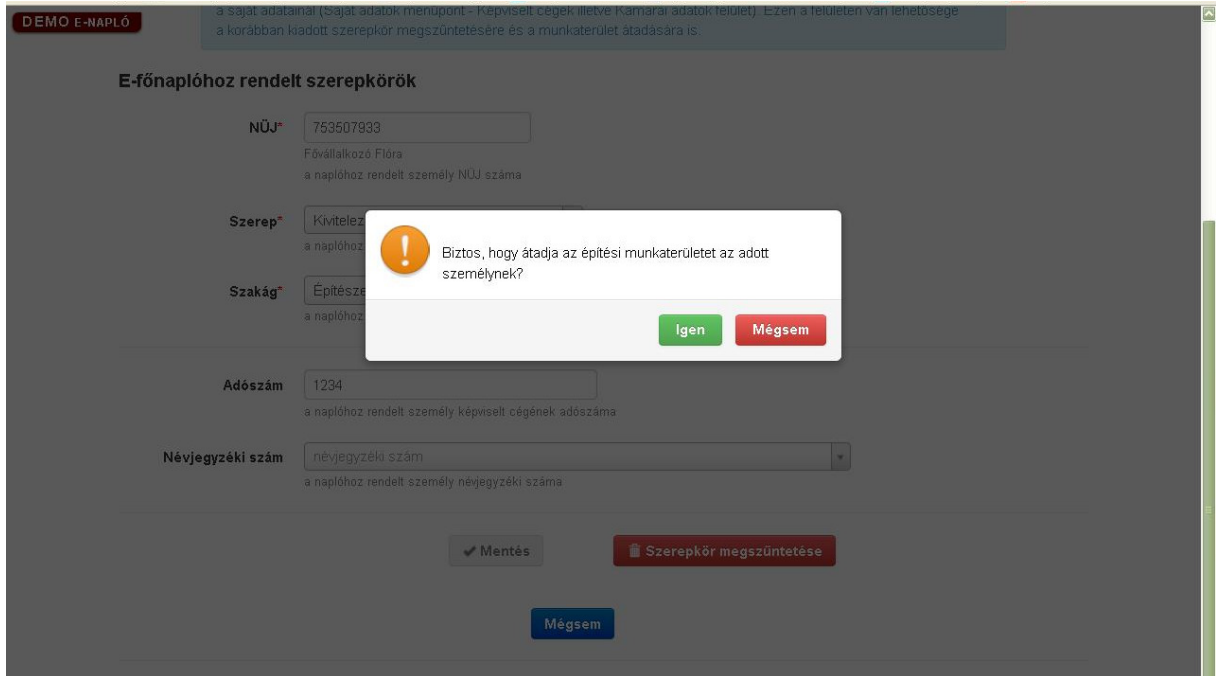 DEMO E-NAPLÓ
a saját adatainál (Saját adatok menüpont - Képviselt cégek illetve Kamarai adatok felület). Ezen a felületen van lehetősége
a korábban kiadott szerepkör megszűntetésére és a munkaterület átadására is.
E-főnaplóhoz rendelt szerepkörök
NÜJ*
753507933
Fővállalkozó Flóra
a naplóhoz rendelt személy NÜJ száma
Szerep*
Kivitelez
a naplóhoz
Biztos, hogy átadja az építési munkaterületet az adott
személynek?
Szakág*
Építésze
a naplóhoz
Igen
Mégsem
Adószám
1234
a naplóhoz rendelt személy képviselt cégének adószáma
Névjegyzéki szám
névjegyzéki szám
a naplóhoz rendelt személy névjegyzéki száma
Mentés
Szerepkör megszűntetése
Mégsem